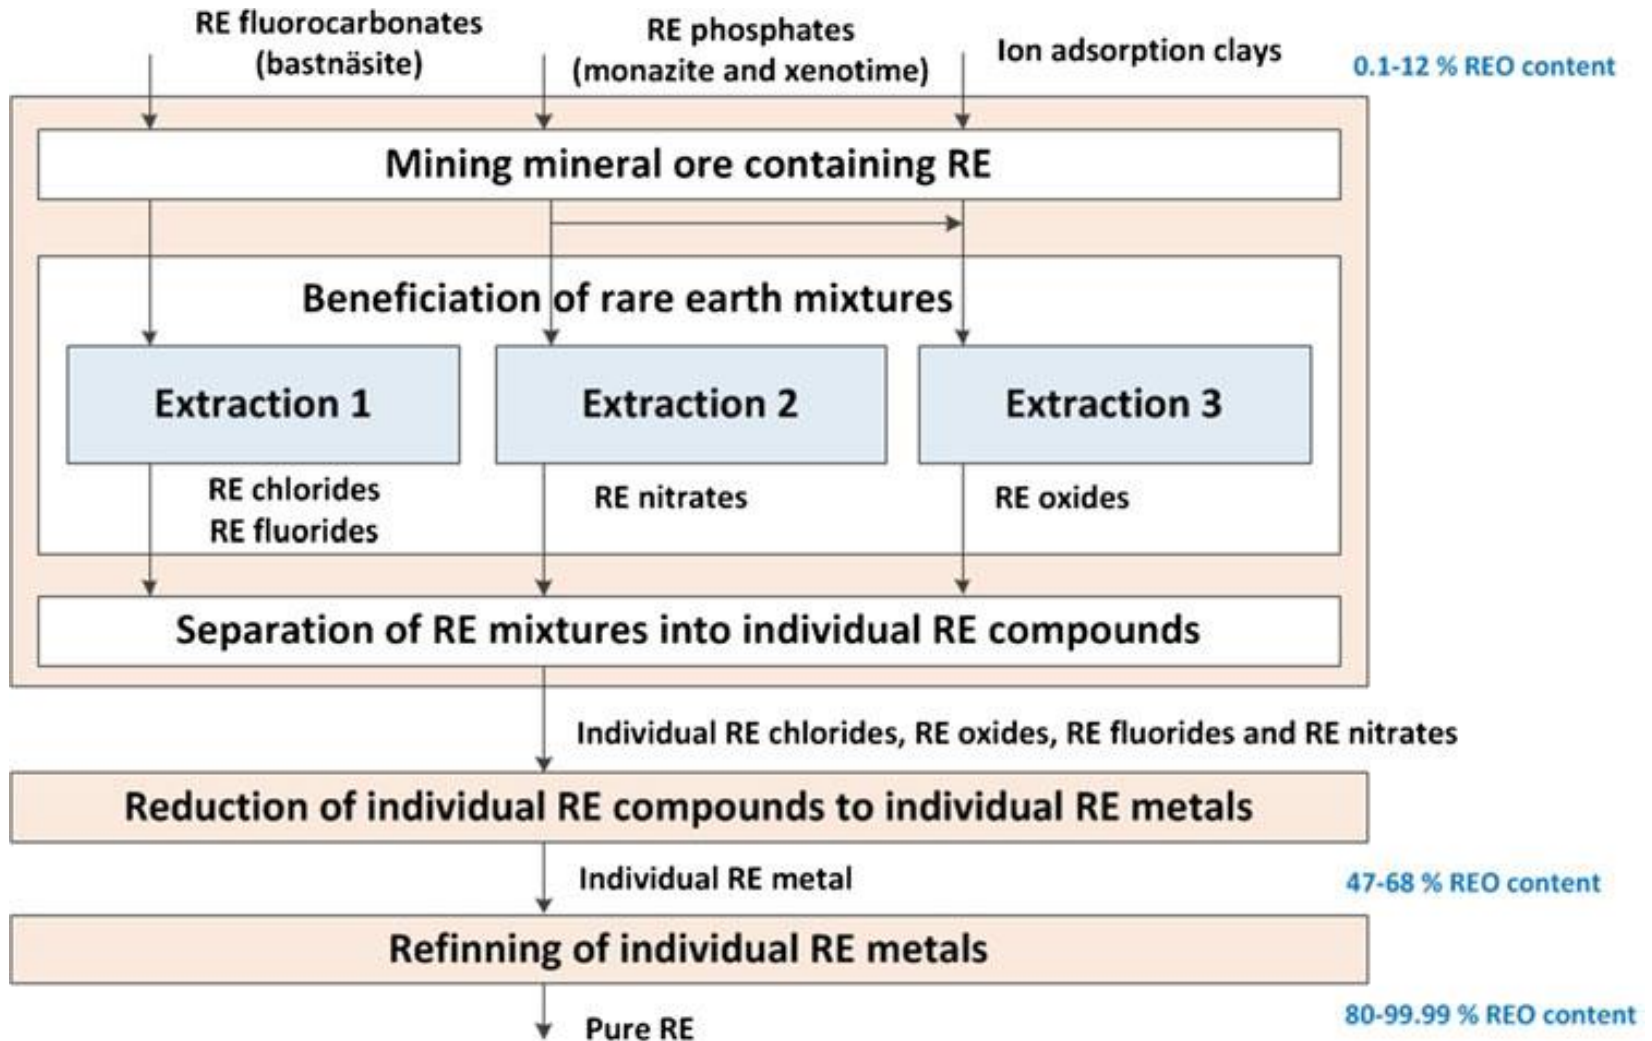 RE fluorocarbonates
(bastnäsite)
RE phosphates
(monazite and xenotime)
Ion adsorption clays
0.1-12 % REO content
Mining mineral ore containing RE
Beneficiation of rare earth mixtures
Extraction 1
Extraction 2
Extraction 3
RE chlorides
RE fluorides
RE nitrates
RE oxides
Separation of RE mixtures into individual RE compounds
Individual RE chlorides, RE oxides, RE fluorides and RE nitrates
Reduction of individual RE compounds to individual RE metals
Individual RE metal
47-68 % REO content
Refinning of individual RE metals
80-99.99 % REO content
Pure RE